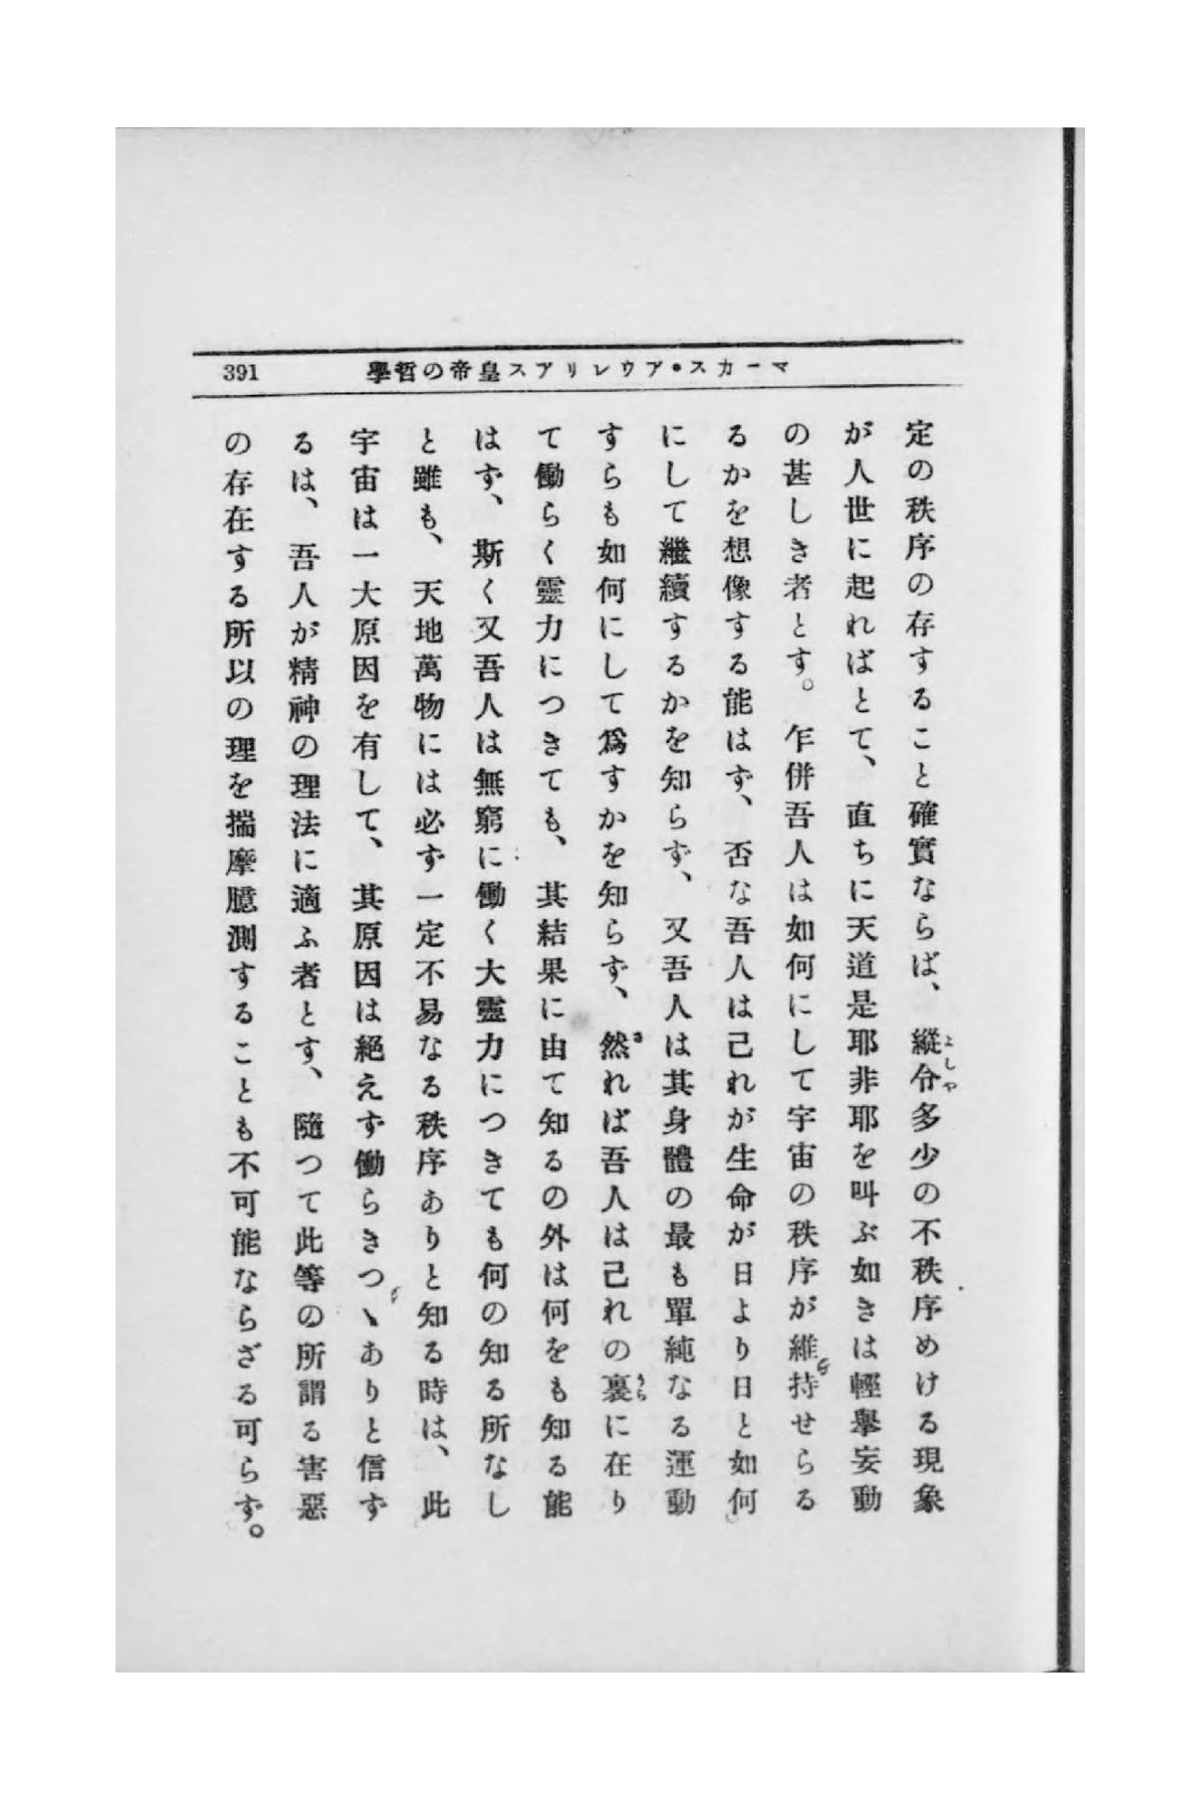 マーカス・アウレリアス皇帝の哲學
391
定の秩序の存すること確實ならば、縱令多少の不秩序めける現象
よしや
が人世に起ればとて、直ちに天道是耶非耶を叫ぶ如きは輕擧妄動
の甚しき者とす。乍併吾人は如何にして宇宙の秩序が維持せらる
るかを想像する能はず、否な吾人は己れが生命が日より日と如何
にして繼續するかを知らず、又吾人は其身體の最も單純なる運動
すらも如何にして爲すかを知らず、然れば吾人は己れの裏に在り
さ
うち
て働らく靈力につきても、其結果に由て知るの外は何をも知る能
はず、斯く又吾人は無窮に働く大靈力につきても何の知る所なし
と雖も、天地萬物には必ず一定不易なる秩序ありと知る時は、此
宇宙は一大原因を有して、其原因は絕えず働らきつゝありと信ず
るは、吾人が精神の理法に適ふ者とす、隨つて此等の所謂る害惡
の存在する所以の理を揣摩臆測することも不可能ならざる可らず。